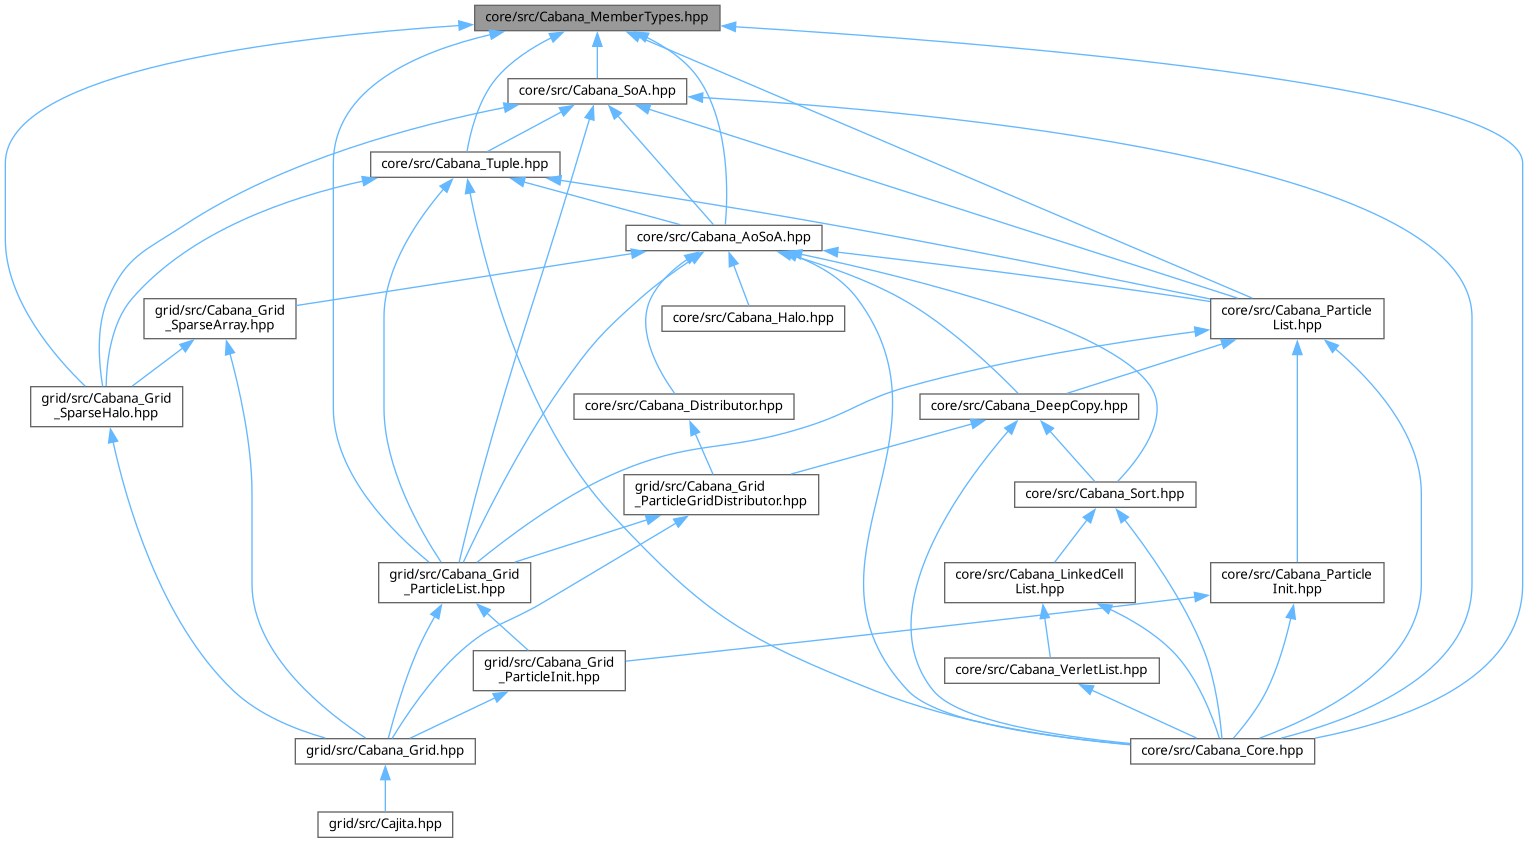 core/src/Cabana_MemberTypes.hpp
core/src/Cabana_SoA.hpp
core/src/Cabana_Tuple.hpp
core/src/Cabana_AoSoA.hpp
grid/src/Cabana_Grid
_SparseArray.hpp
core/src/Cabana_Halo.hpp
core/src/Cabana_Particle
List.hpp
grid/src/Cabana_Grid
_SparseHalo.hpp
core/src/Cabana_Distributor.hpp
core/src/Cabana_DeepCopy.hpp
grid/src/Cabana_Grid
_ParticleGridDistributor.hpp
core/src/Cabana_Sort.hpp
grid/src/Cabana_Grid
_ParticleList.hpp
core/src/Cabana_LinkedCell
List.hpp
core/src/Cabana_Particle
Init.hpp
grid/src/Cabana_Grid
_ParticleInit.hpp
core/src/Cabana_VerletList.hpp
grid/src/Cabana_Grid.hpp
core/src/Cabana_Core.hpp
grid/src/Cajita.hpp